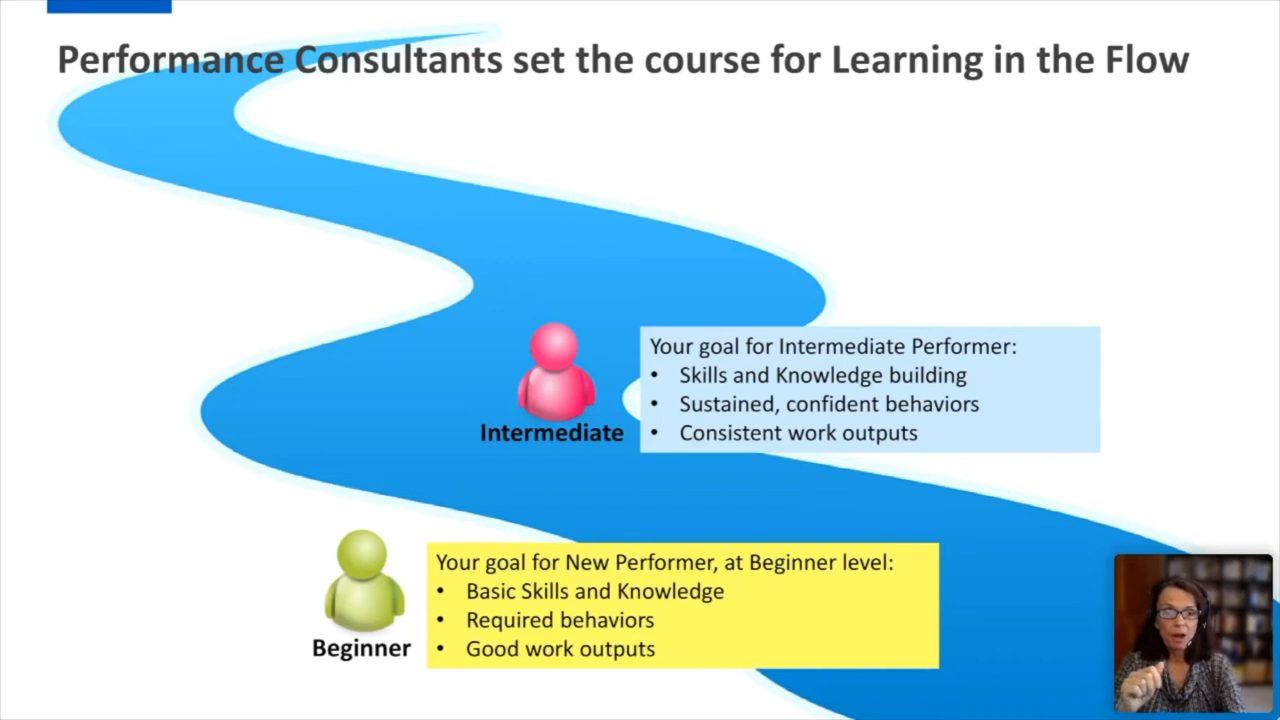 Performance Consultants set the course for Learning in the Flow
Your goal for Intermediate Performer:
• Skills and Knowledge building
• Sustained, confident behaviors
• Consistent work outputs
Intermediate
Your goal for New Performer, at Beginner level:
• Basic Skills and Knowledge
• Required behaviors
• Good work outputs
Beginner